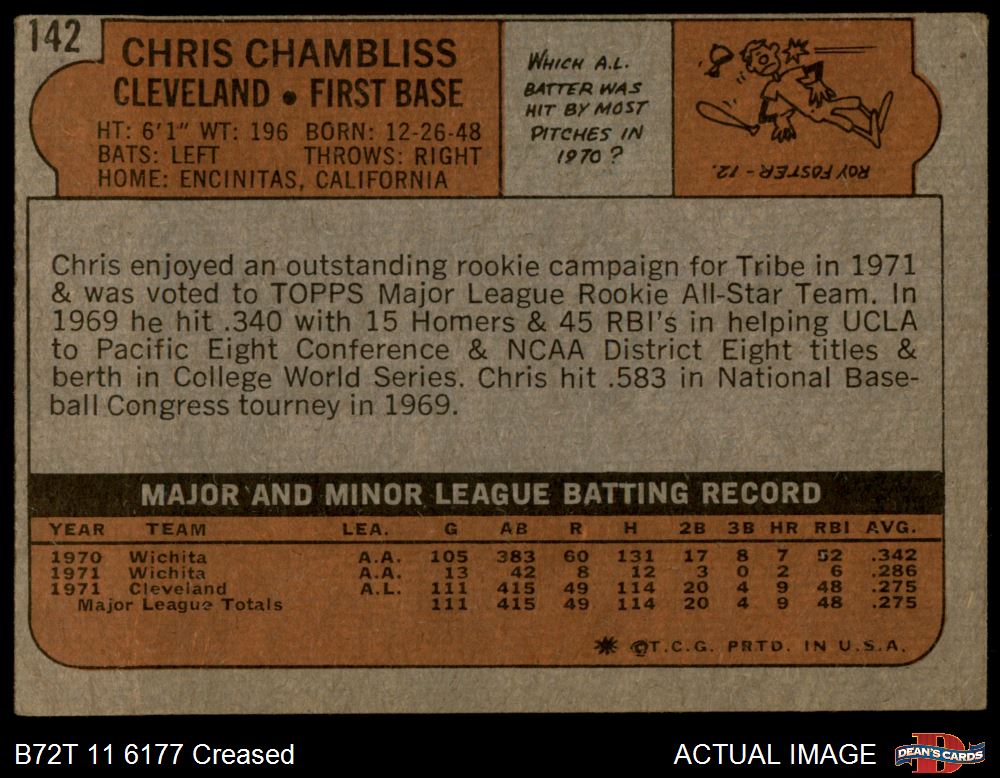 142
CHRIS CHAMBLISS
CLEVELAND • FIRST BASE
HT: 6'1" WT: 196 BORN: 12-26-48
BATS: LEFT THROWS: RIGHT
HOME: ENCINITAS, CALIFORNIA
WHICH A.L.
BATTER WAS
HIT BY MOST
PITCHES IN
1970?
ROY FOSTER - 12.
Chris enjoyed an outstanding rookie campaign for Tribe in 1971
& was voted to TOPPS Major League Rookie All-Star Team. In
1969 he hit .340 with 15 Homers & 45 RBI's in helping UCLA
to Pacific Eight Conference & NCAA District Eight titles &
berth in College World Series. Chris hit .583 in National Base-
ball Congress tourney in 1969.
MAJOR AND MINOR LEAGUE BATTING RECORD
YEAR TEAM LEA. G AB R H 2B 3B HR RBI AVG.
1970 Wichita A.A. 105 383 60 131 17 8 7 52 .342
1971 Wichita A.A. 13 42 8 12 3 0 2 6 .286
1971 Cleveland A.L. 111 415 49 114 20 4 9 48 .275
Major League Totals 111 415 49 114 20 4 9 48 .275
✹ ©T.C.G. PRTD. IN U.S.A.
B72T 11 6177 Creased
ACTUAL IMAGE
DEAN'S CARDS